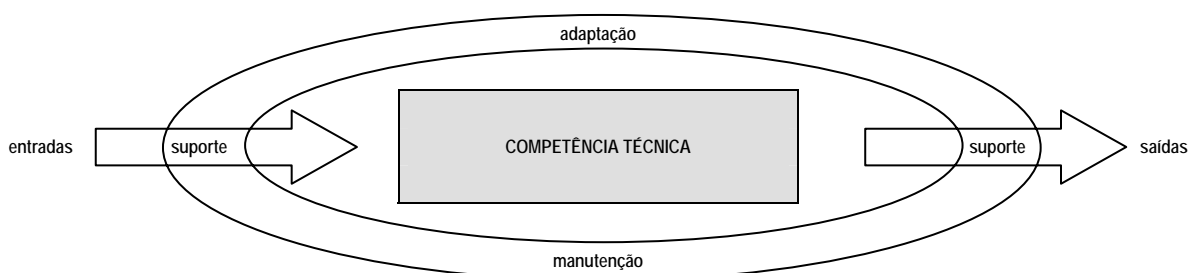 adaptação
entradas
suporte
COMPETÊNCIA TÉCNICA
suporte
saídas
manutenção